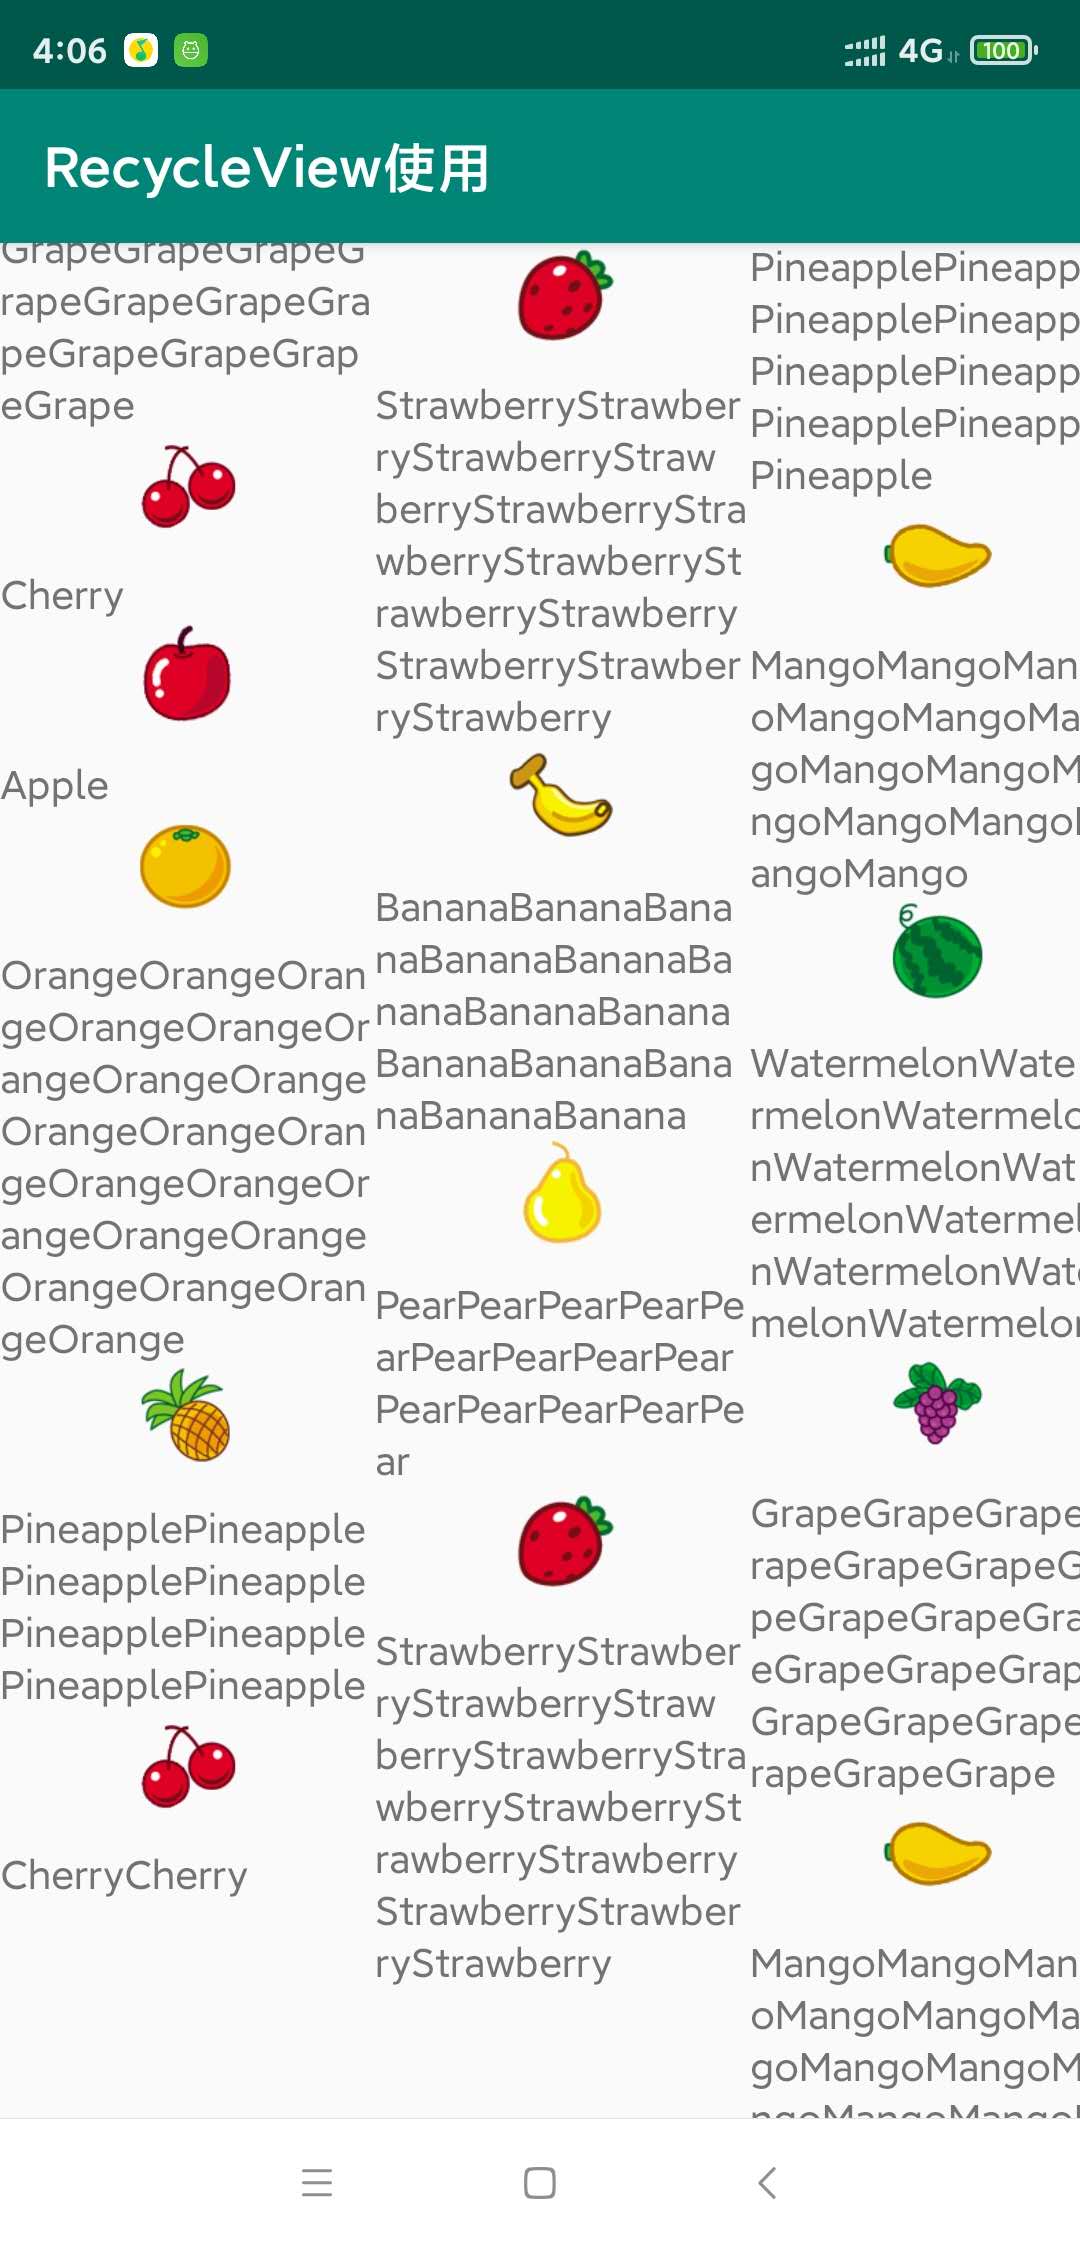 4:06
4G
100
RecycleView使用
GrapeGrapeGrapeG
rapeGrapeGrapeGra
peGrapeGrapeGrap
eGrape
Cherry
Apple
OrangeOrangeOran
geOrangeOrangeOr
angeOrangeOrange
OrangeOrangeOran
geOrangeOrangeOr
angeOrangeOrange
OrangeOrangeOran
geOrange
PineapplePineapple
PineapplePineapple
PineapplePineapple
PineapplePineapple
CherryCherry
StrawberryStrawber
ryStrawberryStraw
berryStrawberryStra
wberryStrawberrySt
rawberryStrawberry
StrawberryStrawber
ryStrawberry
BananaBananaBana
naBananaBananaBa
nanaBananaBanana
BananaBananaBana
naBananaBanana
PearPearPearPearPe
arPearPearPearPear
PearPearPearPearPe
ar
StrawberryStrawber
ryStrawberryStraw
berryStrawberryStra
wberryStrawberrySt
rawberryStrawberry
StrawberryStrawber
ryStrawberry
PineapplePineapp
PineapplePineapp
PineapplePineapp
PineapplePineapp
Pineapple
MangoMangoMan
oMangoMangoMa
goMangoMangoM
ngoMangoMango
angoMango
WatermelonWate
rmelonWatermelo
nWatermelonWat
ermelonWatermel
nWatermelonWate
melonWatermelon
GrapeGrapeGrape
rapeGrapeGrapeG
peGrapeGrapeGra
eGrapeGrapeGrap
GrapeGrapeGrape
rapeGrapeGrape
MangoMangoMan
oMangoMangoMa
goMangoMangoM
ngoMangoMango